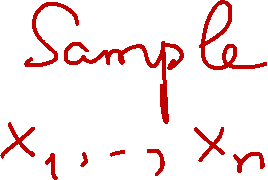 Sample
x₁, -, xₙ